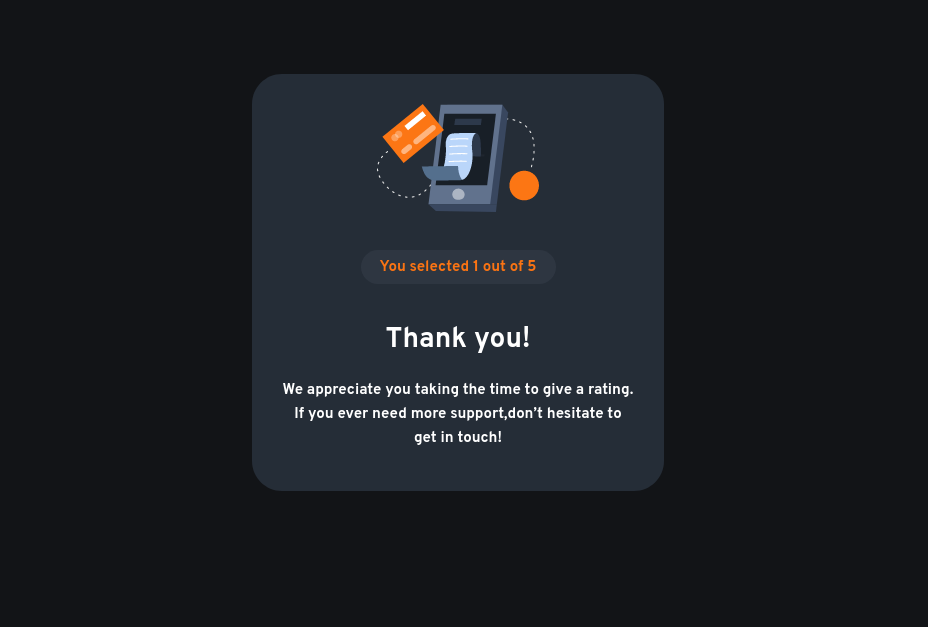 You selected 1 out of 5
Thank you!
We appreciate you taking the time to give a rating.
If you ever need more support,don’t hesitate to
get in touch!